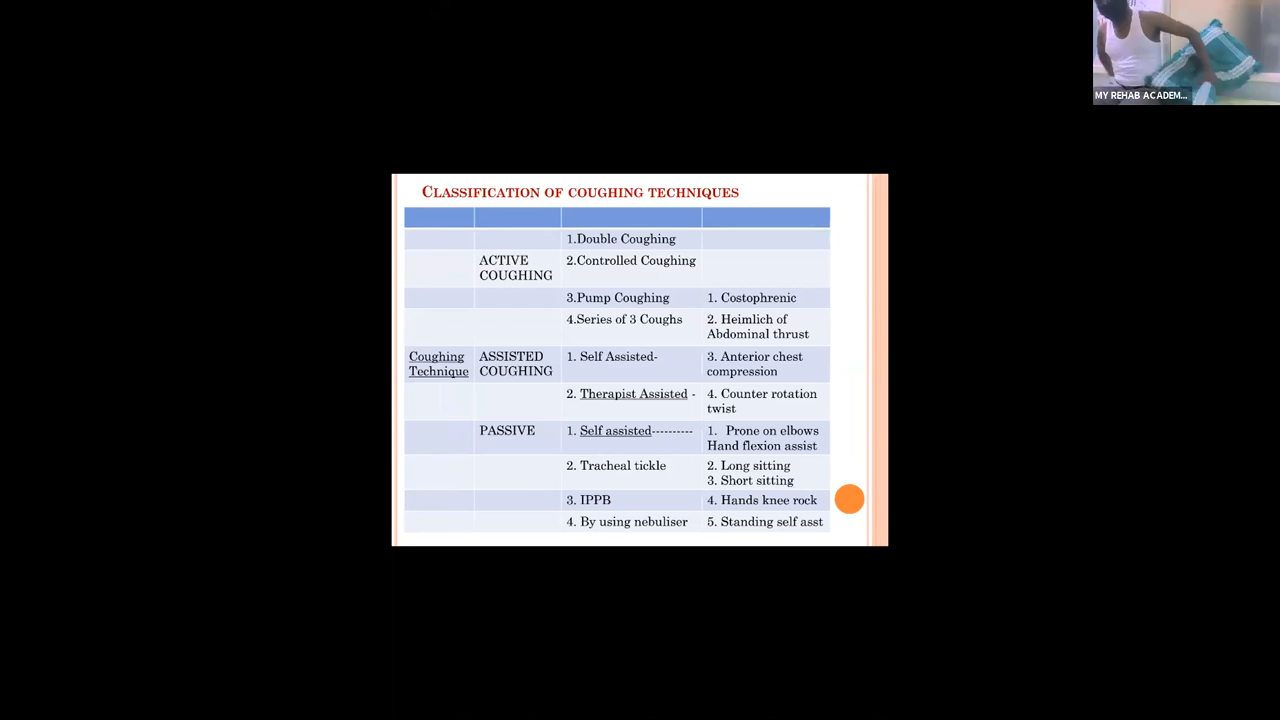 MY REHAB ACADEM...
CLASSIFICATION OF COUGHING TECHNIQUES
1.Double Coughing
ACTIVE
COUGHING
2.Controlled Coughing
3.Pump Coughing
1. Costophrenic
4.Series of 3 Coughs
2. Heimlich of
Abdominal thrust
Coughing
Technique
ASSISTED
COUGHING
1. Self Assisted-
3. Anterior chest
compression
2. Therapist Assisted -
4. Counter rotation
twist
PASSIVE
1. Self assisted----------
1. Prone on elbows
Hand flexion assist
2. Tracheal tickle
2. Long sitting
3. Short sitting
3. IPPB
4. Hands knee rock
4. By using nebuliser
5. Standing self asst